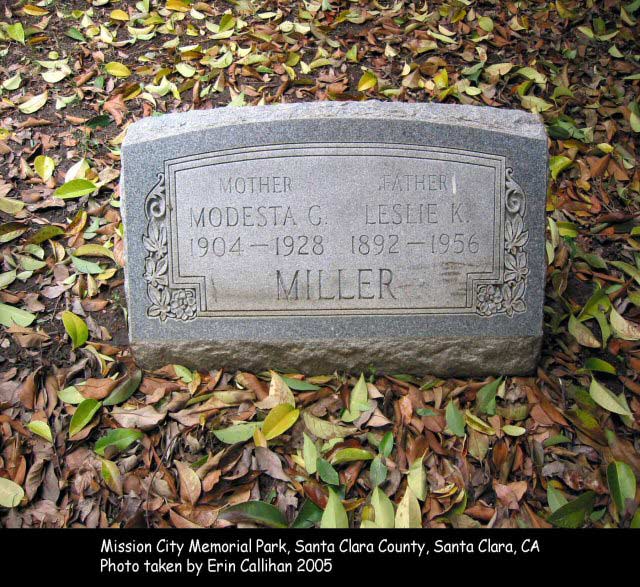 MOTHER FATHER
MODESTA G. LESLIE K.
1904—1928 1892—1956
MILLER
Mission City Memorial Park, Santa Clara County, Santa Clara, CA
Photo taken by Erin Callihan 2005